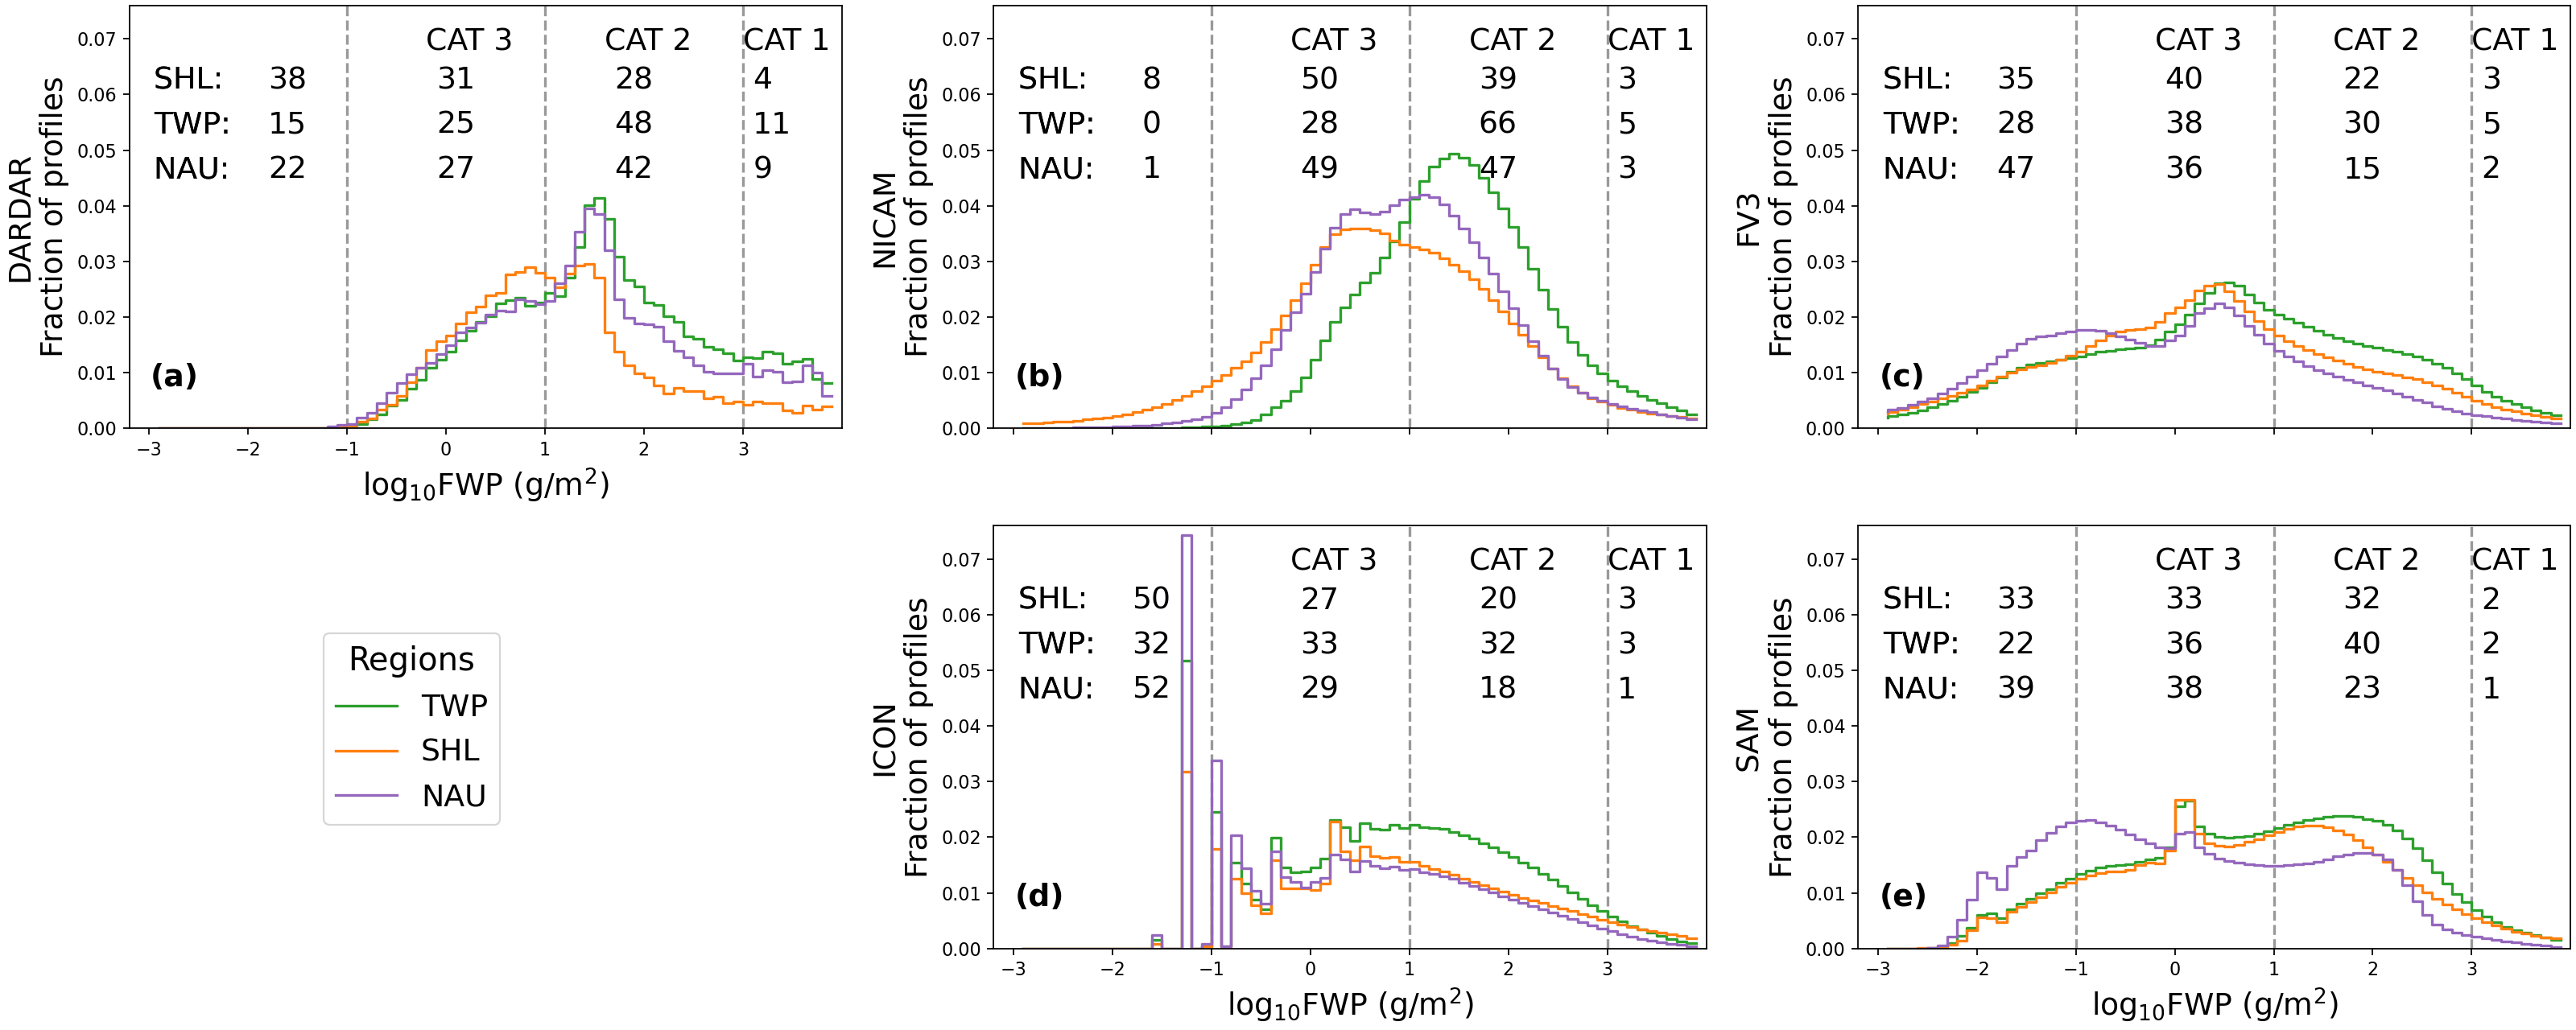 DARDAR
Fraction of profiles
0.07
0.06
0.05
0.04
0.03
0.02
0.01
0.00
CAT 3 CAT 2 CAT 1
SHL: 38 31 28 4
TWP: 15 25 48 11
NAU: 22 27 42 9
(a)
−3 −2 −1 0 1 2 3
log₁₀FWP (g/m²)
NICAM
Fraction of profiles
0.07
0.06
0.05
0.04
0.03
0.02
0.01
0.00
CAT 3 CAT 2 CAT 1
SHL: 8 50 39 3
TWP: 0 28 66 5
NAU: 1 49 47 3
(b)
FV3
Fraction of profiles
0.07
0.06
0.05
0.04
0.03
0.02
0.01
0.00
CAT 3 CAT 2 CAT 1
SHL: 35 40 22 3
TWP: 28 38 30 5
NAU: 47 36 15 2
(c)
Regions
TWP
SHL
NAU
ICON
Fraction of profiles
0.07
0.06
0.05
0.04
0.03
0.02
0.01
0.00
CAT 3 CAT 2 CAT 1
SHL: 50 27 20 3
TWP: 32 33 32 3
NAU: 52 29 18 1
(d)
−3 −2 −1 0 1 2 3
log₁₀FWP (g/m²)
SAM
Fraction of profiles
0.07
0.06
0.05
0.04
0.03
0.02
0.01
0.00
CAT 3 CAT 2 CAT 1
SHL: 33 33 32 2
TWP: 22 36 40 2
NAU: 39 38 23 1
(e)
−3 −2 −1 0 1 2 3
log₁₀FWP (g/m²)